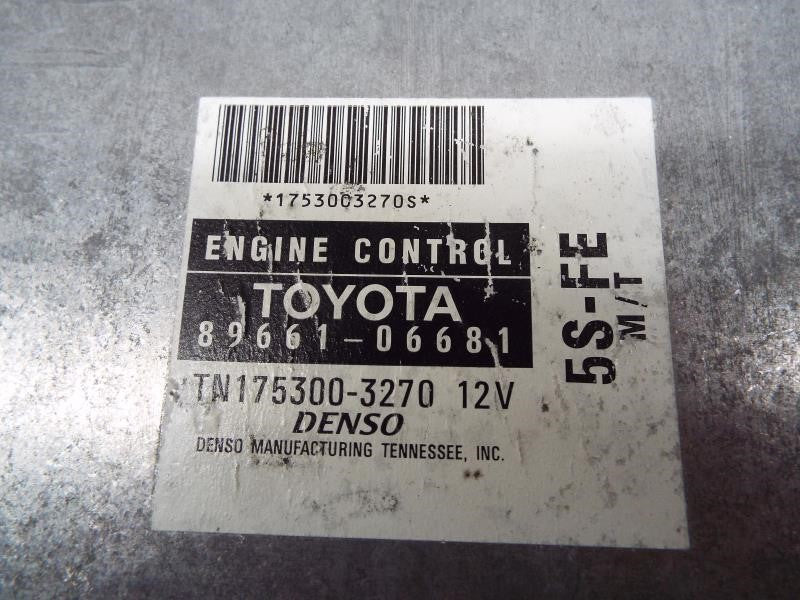 *1753003270S*
ENGINE CONTROL
TOYOTA
89661-06681
TN175300-3270 12V
DENSO
DENSO MANUFACTURING TENNESSEE, INC.
5S-FE
M/T